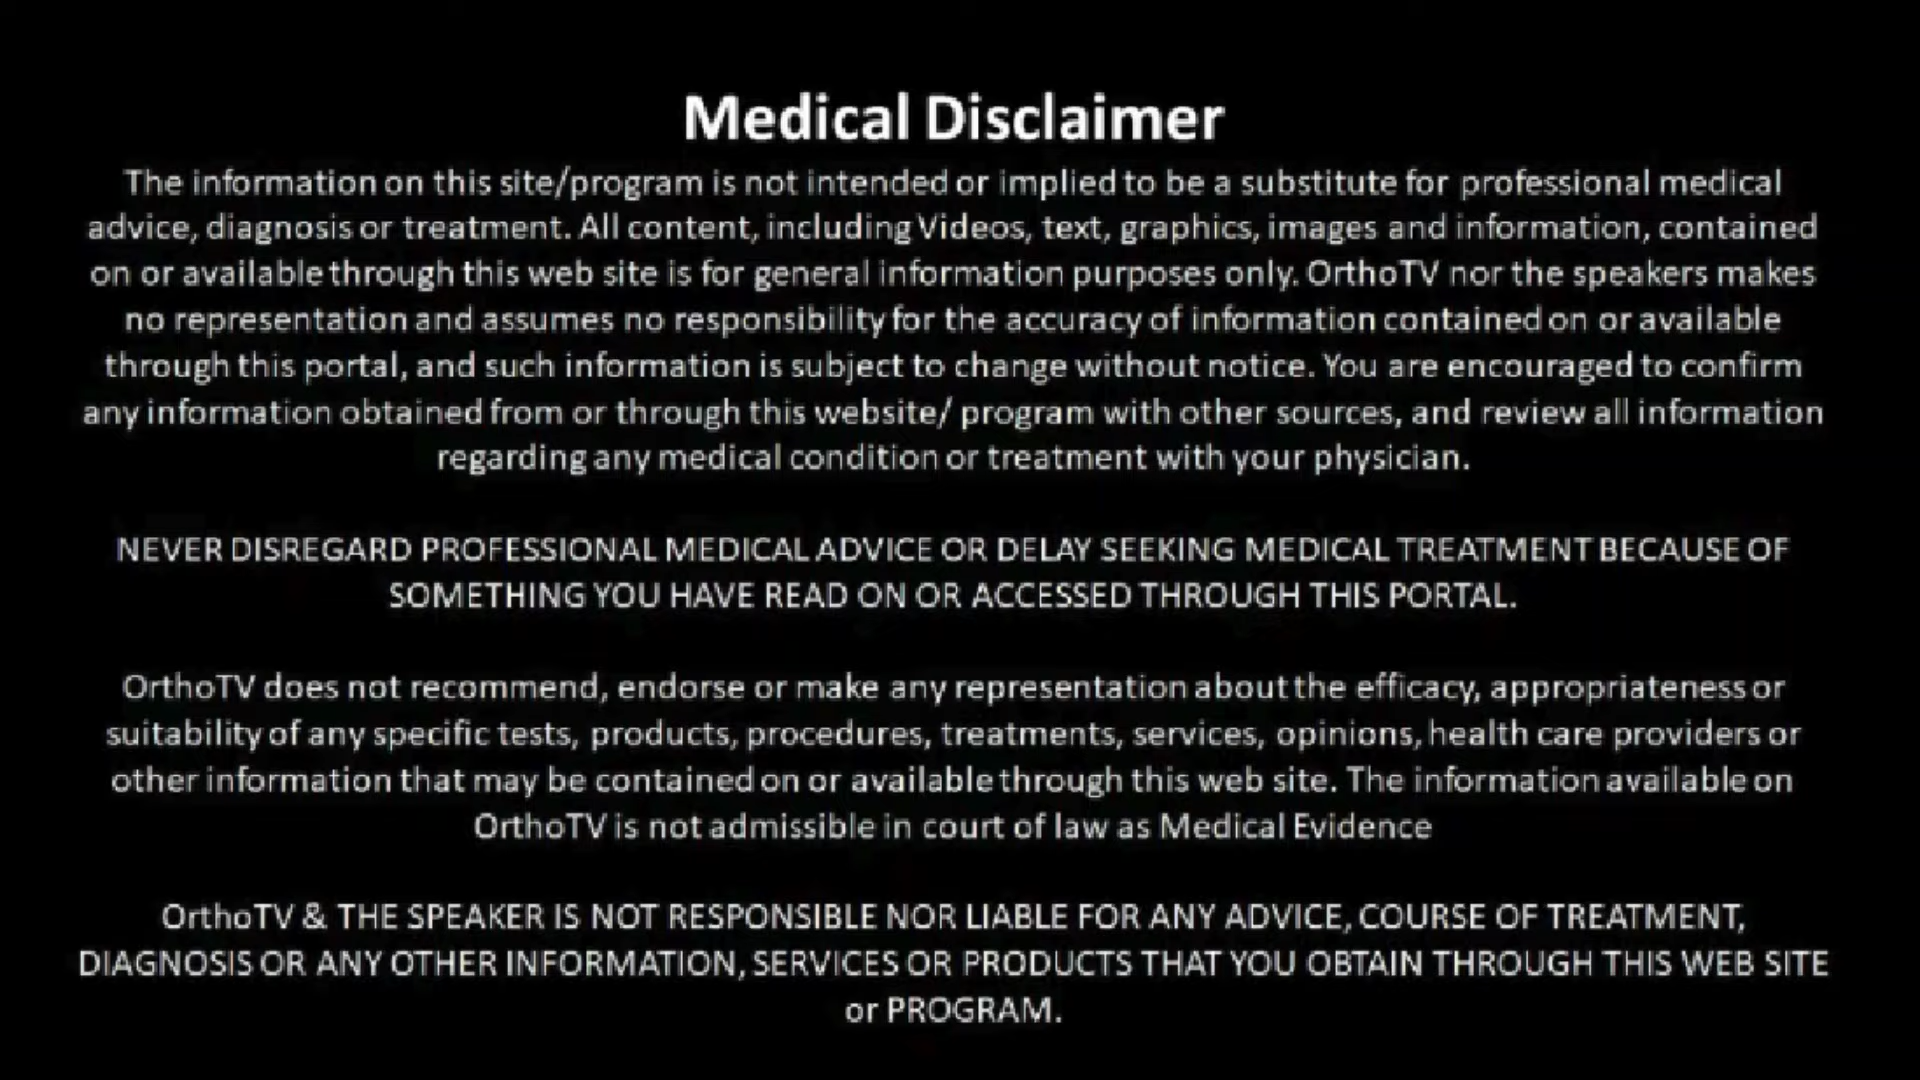 Medical Disclaimer
The information on this site/program is not intended or implied to be a substitute for professional medical
advice, diagnosis or treatment. All content, including Videos, text, graphics, images and information, contained
on or available through this web site is for general information purposes only. OrthoTV nor the speakers makes
no representation and assumes no responsibility for the accuracy of information contained on or available
through this portal, and such information is subject to change without notice. You are encouraged to confirm
any information obtained from or through this website/ program with other sources, and review all information
regarding any medical condition or treatment with your physician.
NEVER DISREGARD PROFESSIONAL MEDICAL ADVICE OR DELAY SEEKING MEDICAL TREATMENT BECAUSE OF
SOMETHING YOU HAVE READ ON OR ACCESSED THROUGH THIS PORTAL.
OrthoTV does not recommend, endorse or make any representation about the efficacy, appropriateness or
suitability of any specific tests, products, procedures, treatments, services, opinions, health care providers or
other information that may be contained on or available through this web site. The information available on
OrthoTV is not admissible in court of law as Medical Evidence
OrthoTV & THE SPEAKER IS NOT RESPONSIBLE NOR LIABLE FOR ANY ADVICE, COURSE OF TREATMENT,
DIAGNOSIS OR ANY OTHER INFORMATION, SERVICES OR PRODUCTS THAT YOU OBTAIN THROUGH THIS WEB SITE
or PROGRAM.